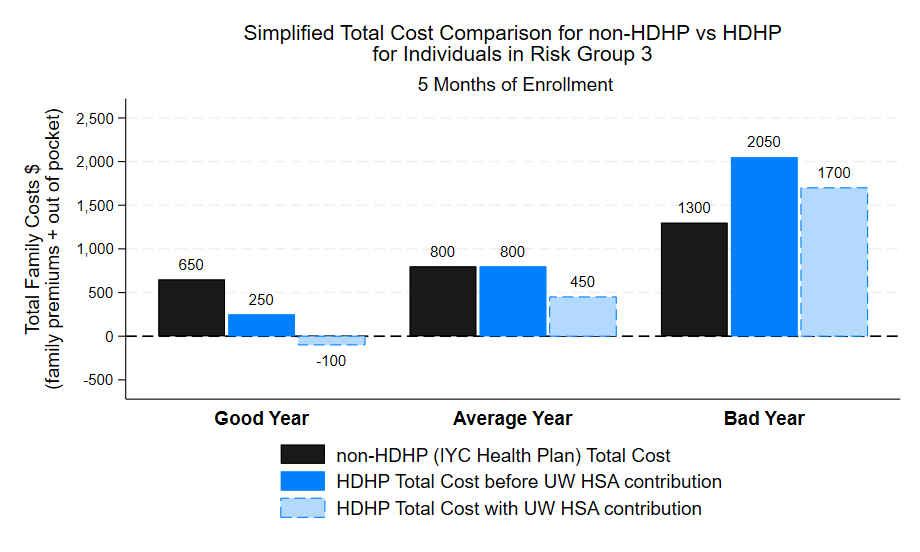 Simplified Total Cost Comparison for non-HDHP vs HDHP
for Individuals in Risk Group 3
5 Months of Enrollment
Total Family Costs $
(family premiums + out of pocket)
2,500
2,000
1,500
1,000
500
0
-500
650
250
-100
800
800
450
1300
2050
1700
Good Year
Average Year
Bad Year
non-HDHP (IYC Health Plan) Total Cost
HDHP Total Cost before UW HSA contribution
HDHP Total Cost with UW HSA contribution